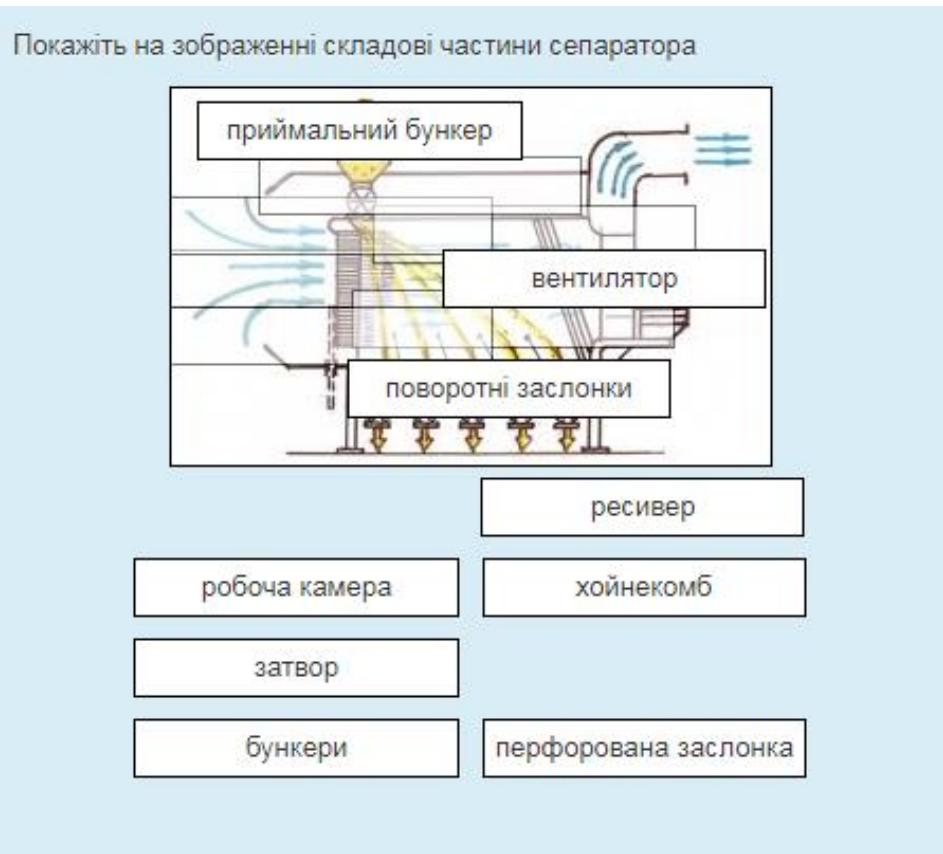 Покажіть на зображенні складові частини сепаратора
приймальний бункер
вентилятор
поворотні заслонки
ресивер
робоча камера
хойнекомб
затвор
бункери
перфорована заслонка